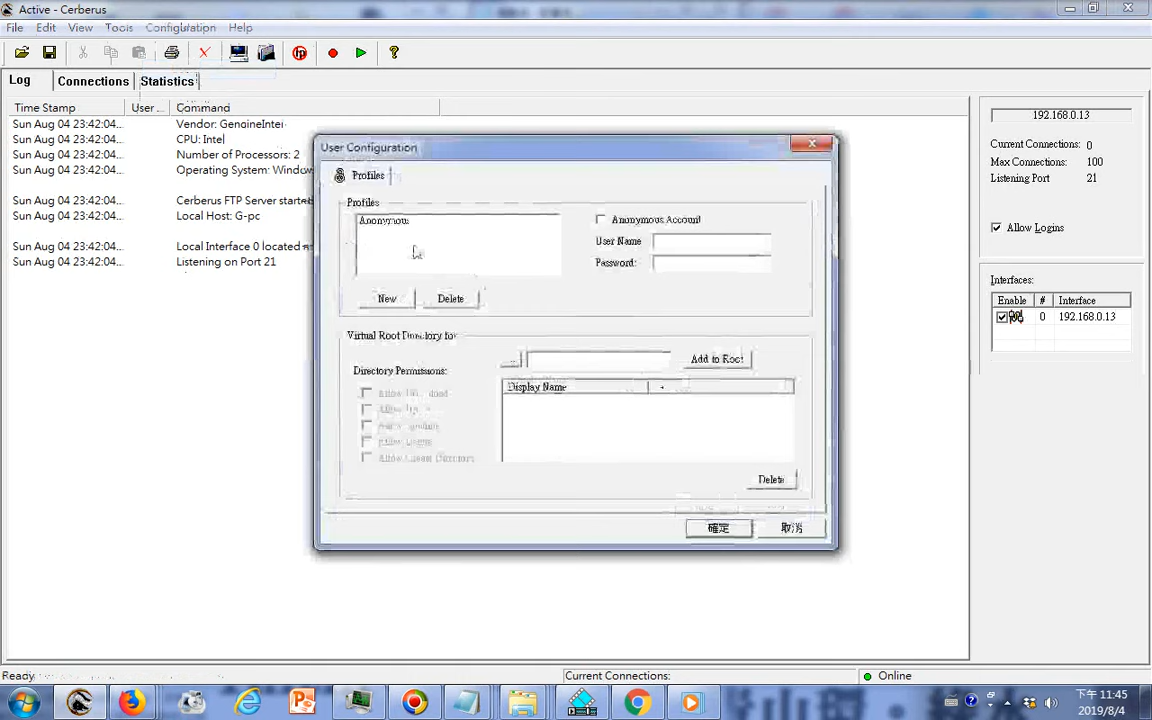 Active - Cerberus
File Edit View Tools Configuration Help
Log Connections Statistics
Time Stamp User ... Command
Sun Aug 04 23:42:04... Vendor: GenuineIntel
Sun Aug 04 23:42:04... CPU: Intel
Sun Aug 04 23:42:04... Number of Processors: 2
Sun Aug 04 23:42:04... Operating System: Window
Sun Aug 04 23:42:04... Cerberus FTP Server starte
Sun Aug 04 23:42:04... Local Host: G-pc
Sun Aug 04 23:42:04... Local Interface 0 located
Sun Aug 04 23:42:04... Listening on Port 21
User Configuration
Profiles
Profiles
Anonymous
Anonymous Account
User Name
Password:
New Delete
Virtual Root Directory for
... Add to Root
Directory Permissions:
Display Name
Delete
確定 取消
192.168.0.13
Current Connections: 0
Max Connections: 100
Listening Port 21
Allow Logins
Interfaces:
Enable # Interface
0 192.168.0.13
Ready
Current Connections:
Online
下午 11:45
2019/8/4